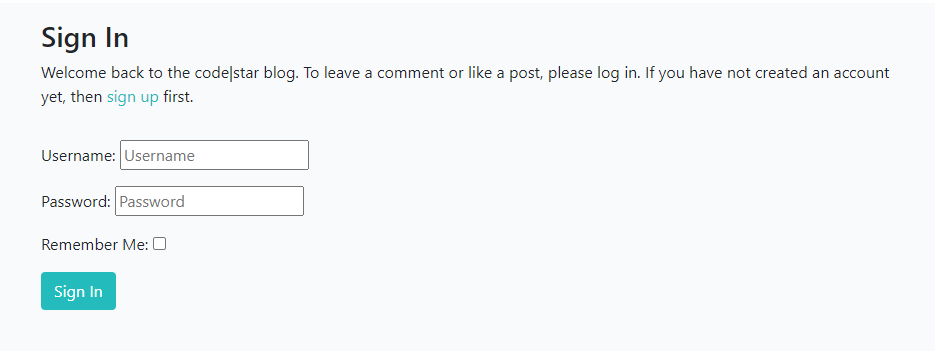 Sign In
Welcome back to the code|star blog. To leave a comment or like a post, please log in. If you have not created an account
yet, then sign up first.
Username: Username
Password: Password
Remember Me:
Sign In